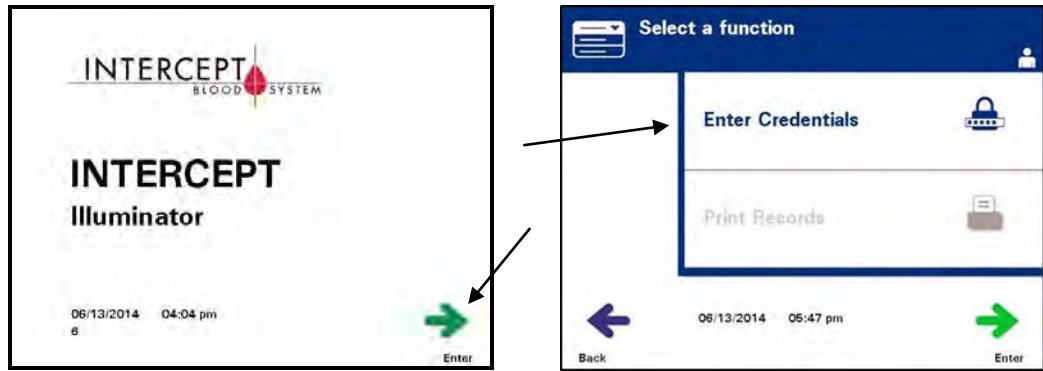 INTERCEPT
BLOOD SYSTEM
INTERCEPT
Illuminator
06/13/2014 04:04 pm
6
Enter
Select a function
Enter Credentials
Print Records
06/13/2014 05:47 pm
Back
Enter